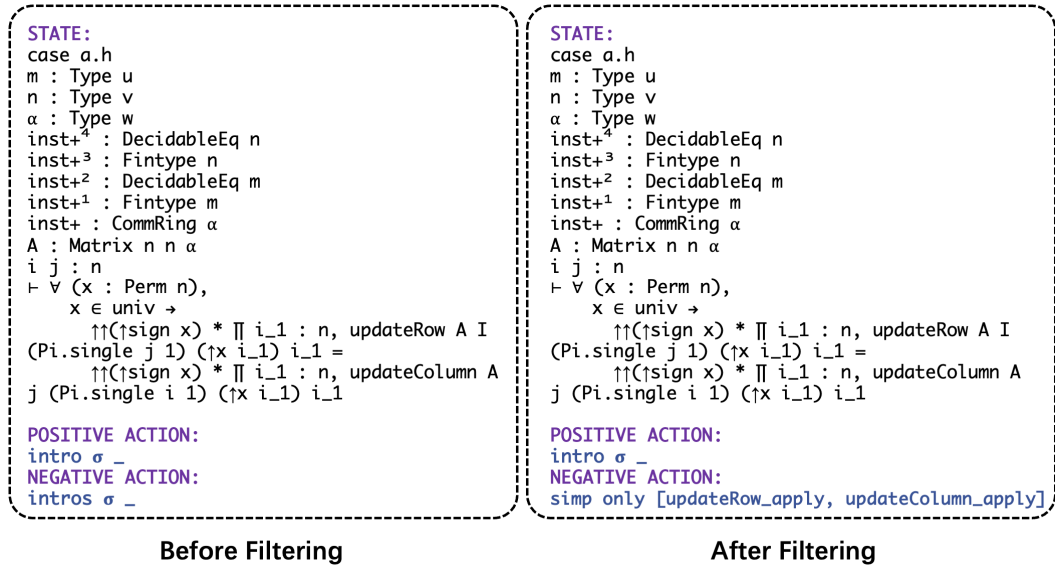 STATE:
case a.h
m : Type u
n : Type v
α : Type w
inst+⁴ : DecidableEq n
inst+³ : Fintype n
inst+² : DecidableEq m
inst+¹ : Fintype m
inst+ : CommRing α
A : Matrix n n α
i j : n
⊢ ∀ (x : Perm n),
x ∈ univ →
↑↑(↑sign x) * ∏ i_1 : n, updateRow A I
(Pi.single j 1) (↑x i_1) i_1 =
↑↑(↑sign x) * ∏ i_1 : n, updateColumn A
j (Pi.single i 1) (↑x i_1) i_1
POSITIVE ACTION:
intro σ _
NEGATIVE ACTION:
intros σ _
Before Filtering
STATE:
case a.h
m : Type u
n : Type v
α : Type w
inst+⁴ : DecidableEq n
inst+³ : Fintype n
inst+² : DecidableEq m
inst+¹ : Fintype m
inst+ : CommRing α
A : Matrix n n α
i j : n
⊢ ∀ (x : Perm n),
x ∈ univ →
↑↑(↑sign x) * ∏ i_1 : n, updateRow A I
(Pi.single j 1) (↑x i_1) i_1 =
↑↑(↑sign x) * ∏ i_1 : n, updateColumn A
j (Pi.single i 1) (↑x i_1) i_1
POSITIVE ACTION:
intro σ _
NEGATIVE ACTION:
simp only [updateRow_apply, updateColumn_apply]
After Filtering